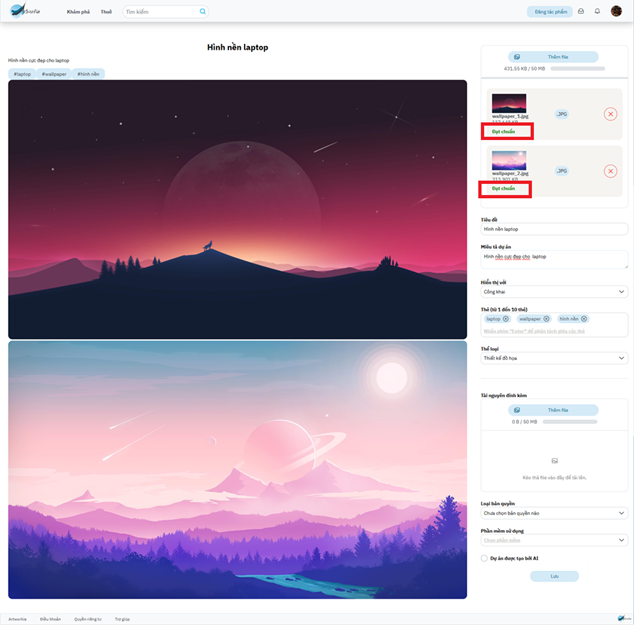 Khám phá
Thuê
Tìm kiếm
Đăng tác phẩm
Hình nền laptop
Hình nền cực đẹp cho laptop
#laptop
#wallpaper
#hình nền
Thêm file
431.55 KB / 50 MB
wallpaper_1.jpg
.JPG
Đạt chuẩn
wallpaper_2.jpg
.JPG
Đạt chuẩn
Tiêu đề
Hình nền laptop
Miêu tả dự án
Hình nền cực đẹp cho laptop
Hiển thị với
Công khai
Thẻ (từ 1 đến 10 thẻ)
laptop
wallpaper
hình nền
Nhấn phím "Enter" để phân tách giữa các thẻ
Thể loại
Thiết kế đồ họa
Tài nguyên đính kèm
Thêm file
0 B / 50 MB
Kéo thả file vào đây để tải lên.
Loại bản quyền
Chưa chọn bản quyền nào
Phần mềm sử dụng
Chọn phần mềm
Dự án được tạo bởi AI
Lưu
Điều khoản
Quyền riêng tư
Trợ giúp